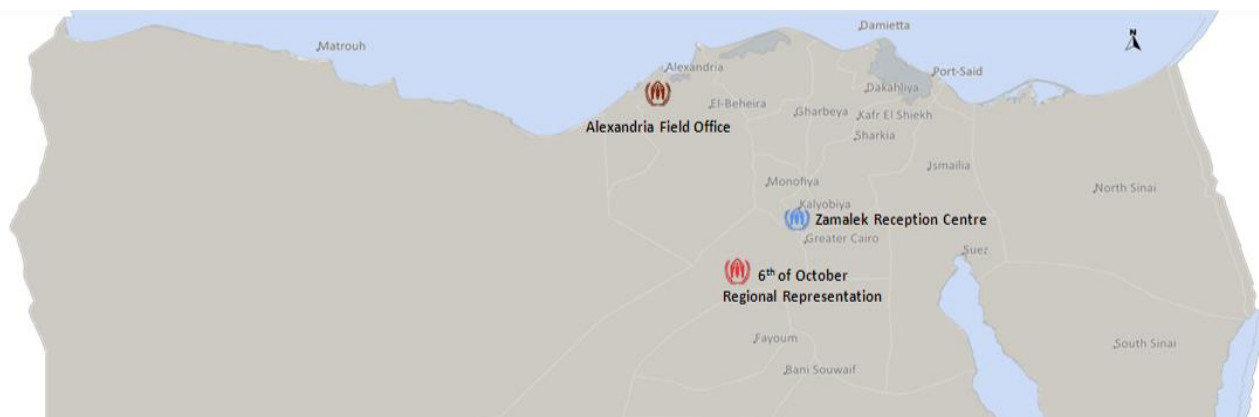 Damietta
N
Matrouh
Alexandria
Port-Said
Dakahliya
El-Beheira
Gharbeya
Kafr El Shiekh
Alexandria Field Office
Sharkia
Ismailia
Monofiya
North Sinai
Kalyobiya
Zamalek Reception Centre
Greater Cairo
Suez
6th of October
Regional Representation
Fayoum
South Sinai
Bani Souwaif